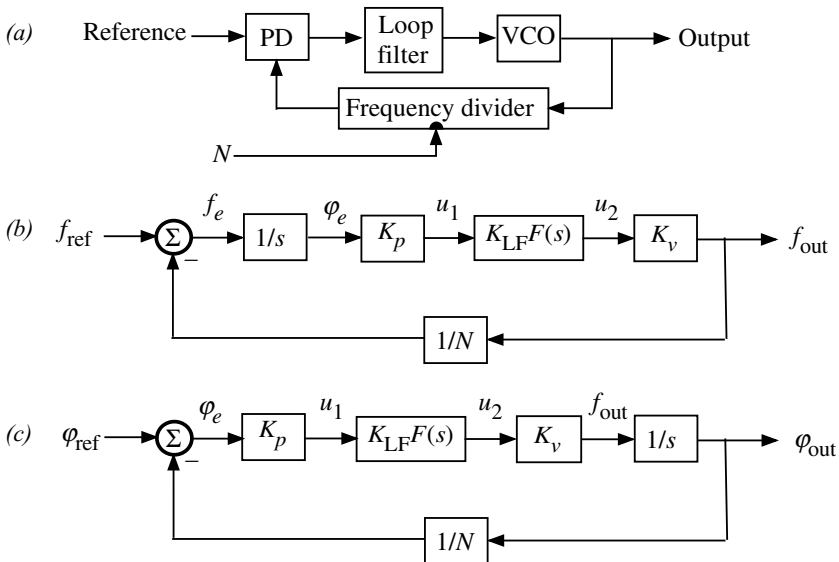 (a) Reference PD Loop filter VCO Output
Frequency divider
N
(b) f_ref Σ f_e 1/s φ_e K_p u_1 K_LF F(s) u_2 K_v f_out
−
1/N
(c) φ_ref Σ φ_e K_p u_1 K_LF F(s) u_2 K_v f_out 1/s φ_out
−
1/N